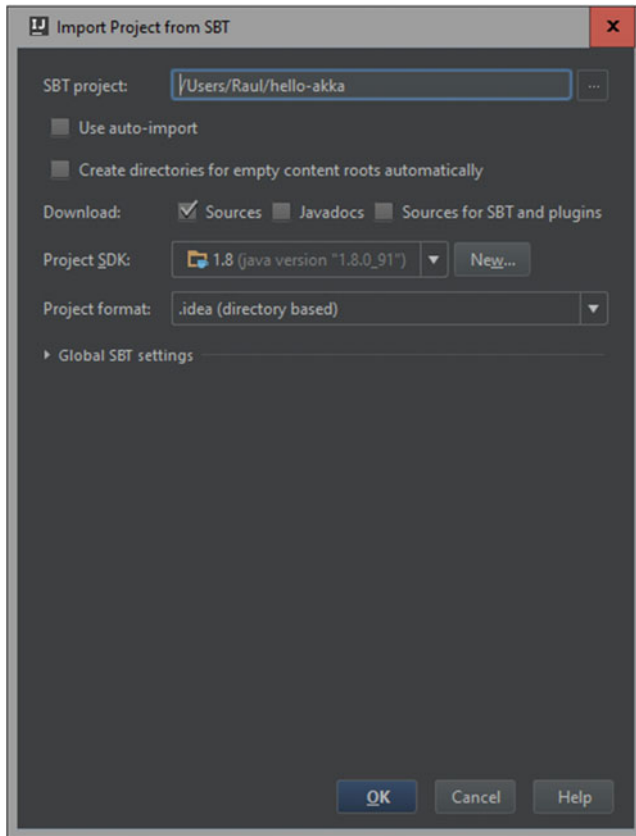 IJ Import Project from SBT x
SBT project: /Users/Raul/hello-akka ...
Use auto-import
Create directories for empty content roots automatically
Download: Sources Javadocs Sources for SBT and plugins
Project SDK: 1.8 (java version "1.8.0_91") New...
Project format: .idea (directory based)
Global SBT settings
OK Cancel Help